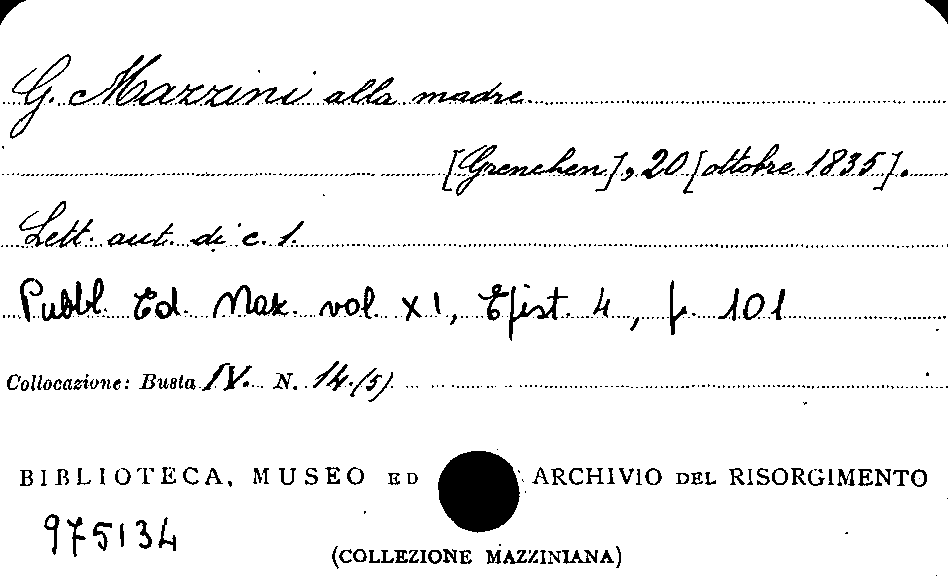 G. Mazzini alla madre.
[Grenchen], 20 [ottobre 1835].
Lett. aut. di c. 1.
Pubbl. Ed. Naz. vol. XI, Epist. 4, p. 101
Collocazione: Busta IV. N. 14.(5)
BIBLIOTECA, MUSEO ED ARCHIVIO DEL RISORGIMENTO
975134
(COLLEZIONE MAZZINIANA)